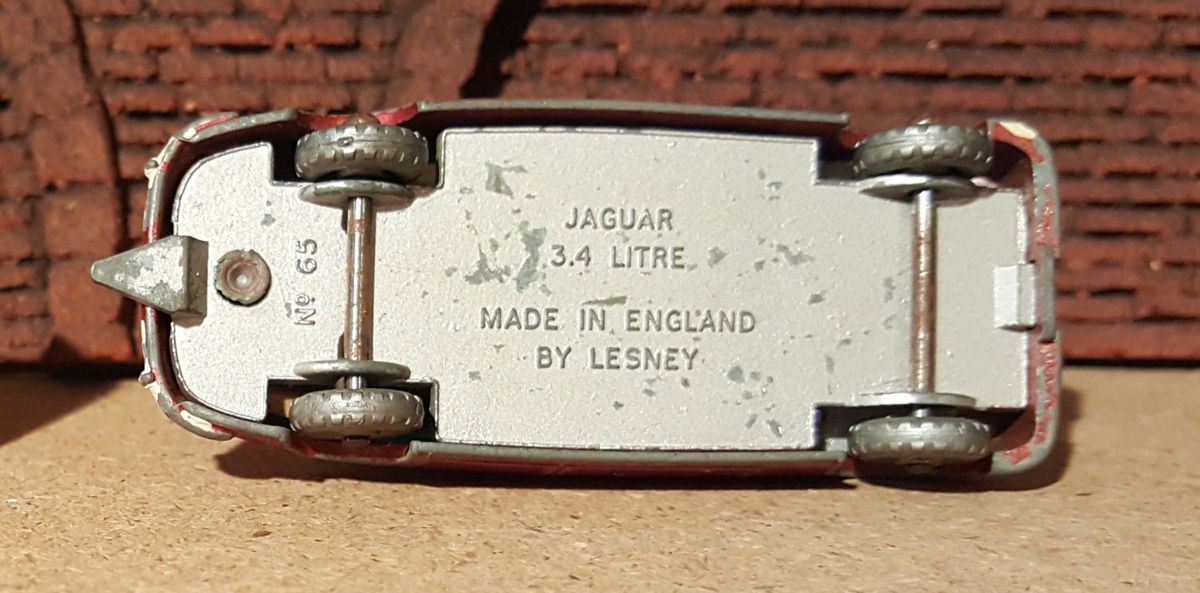 Nº 65
JAGUAR
3.4 LITRE
MADE IN ENGLAND
BY LESNEY